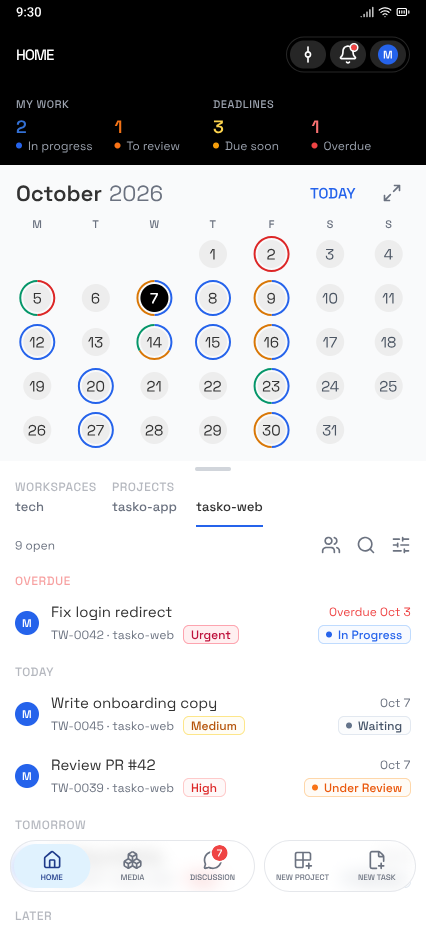 9:30
HOME
M
MY WORK DEADLINES
2 1 3 1
In progress To review Due soon Overdue
October 2026 TODAY
M T W T F S S
1 2 3 4
5 6 7 8 9 10 11
12 13 14 15 16 17 18
19 20 21 22 23 24 25
26 27 28 29 30 31
WORKSPACES PROJECTS
tech tasko-app tasko-web
9 open
OVERDUE
M Fix login redirect Overdue Oct 3
TW-0042 · tasko-web Urgent In Progress
TODAY
M Write onboarding copy Oct 7
TW-0045 · tasko-web Medium Waiting
M Review PR #42 Oct 7
TW-0039 · tasko-web High Under Review
TOMORROW
7
HOME MEDIA DISCUSSION NEW PROJECT NEW TASK
LATER